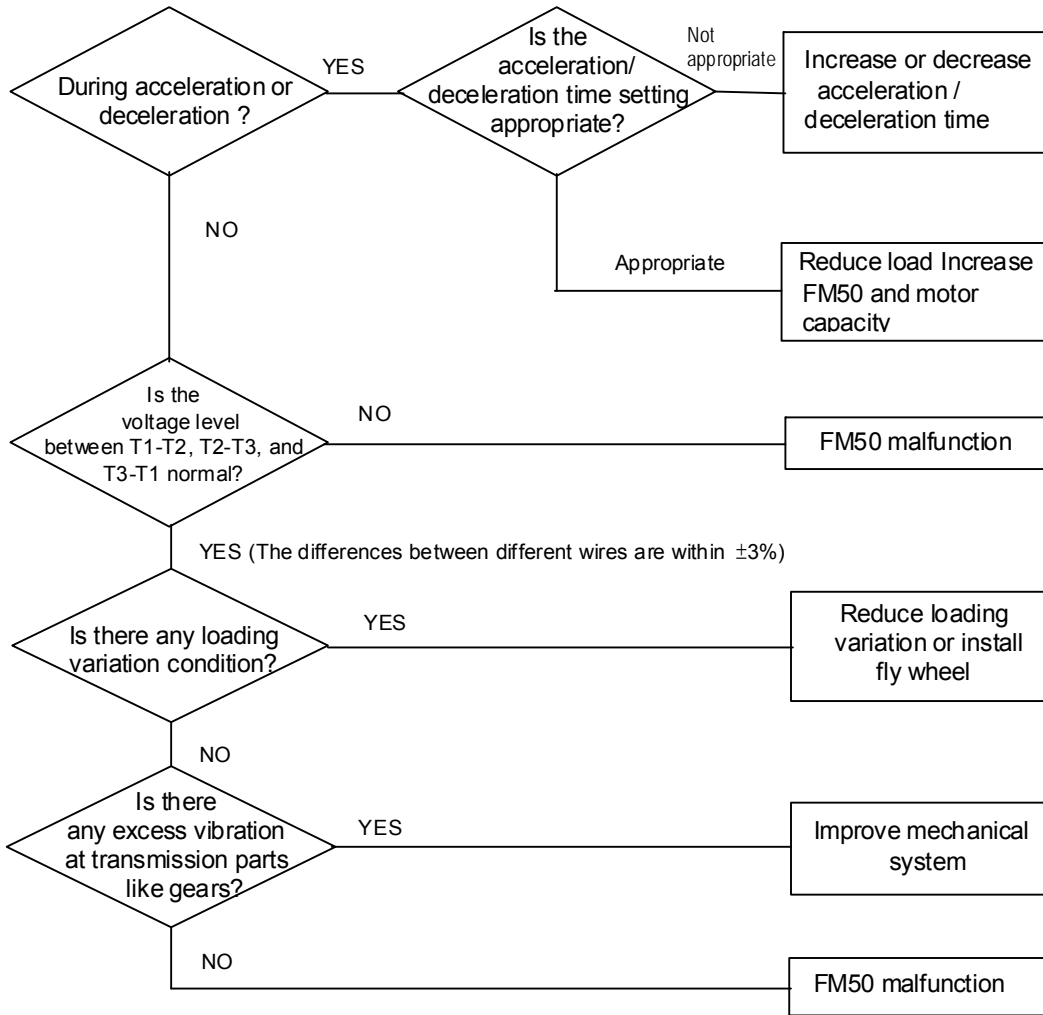 During acceleration or
deceleration ?
YES
Is the
acceleration/
deceleration time setting
appropriate?
Not
appropriate
Increase or decrease
acceleration /
deceleration time
NO
Appropriate
Reduce load Increase
FM50 and motor
capacity
Is the
voltage level
between T1-T2, T2-T3, and
T3-T1 normal?
NO
FM50 malfunction
YES (The differences between different wires are within ±3%)
Is there any loading
variation condition?
YES
Reduce loading
variation or install
fly wheel
NO
Is there
any excess vibration
at transmission parts
like gears?
YES
Improve mechanical
system
NO
FM50 malfunction